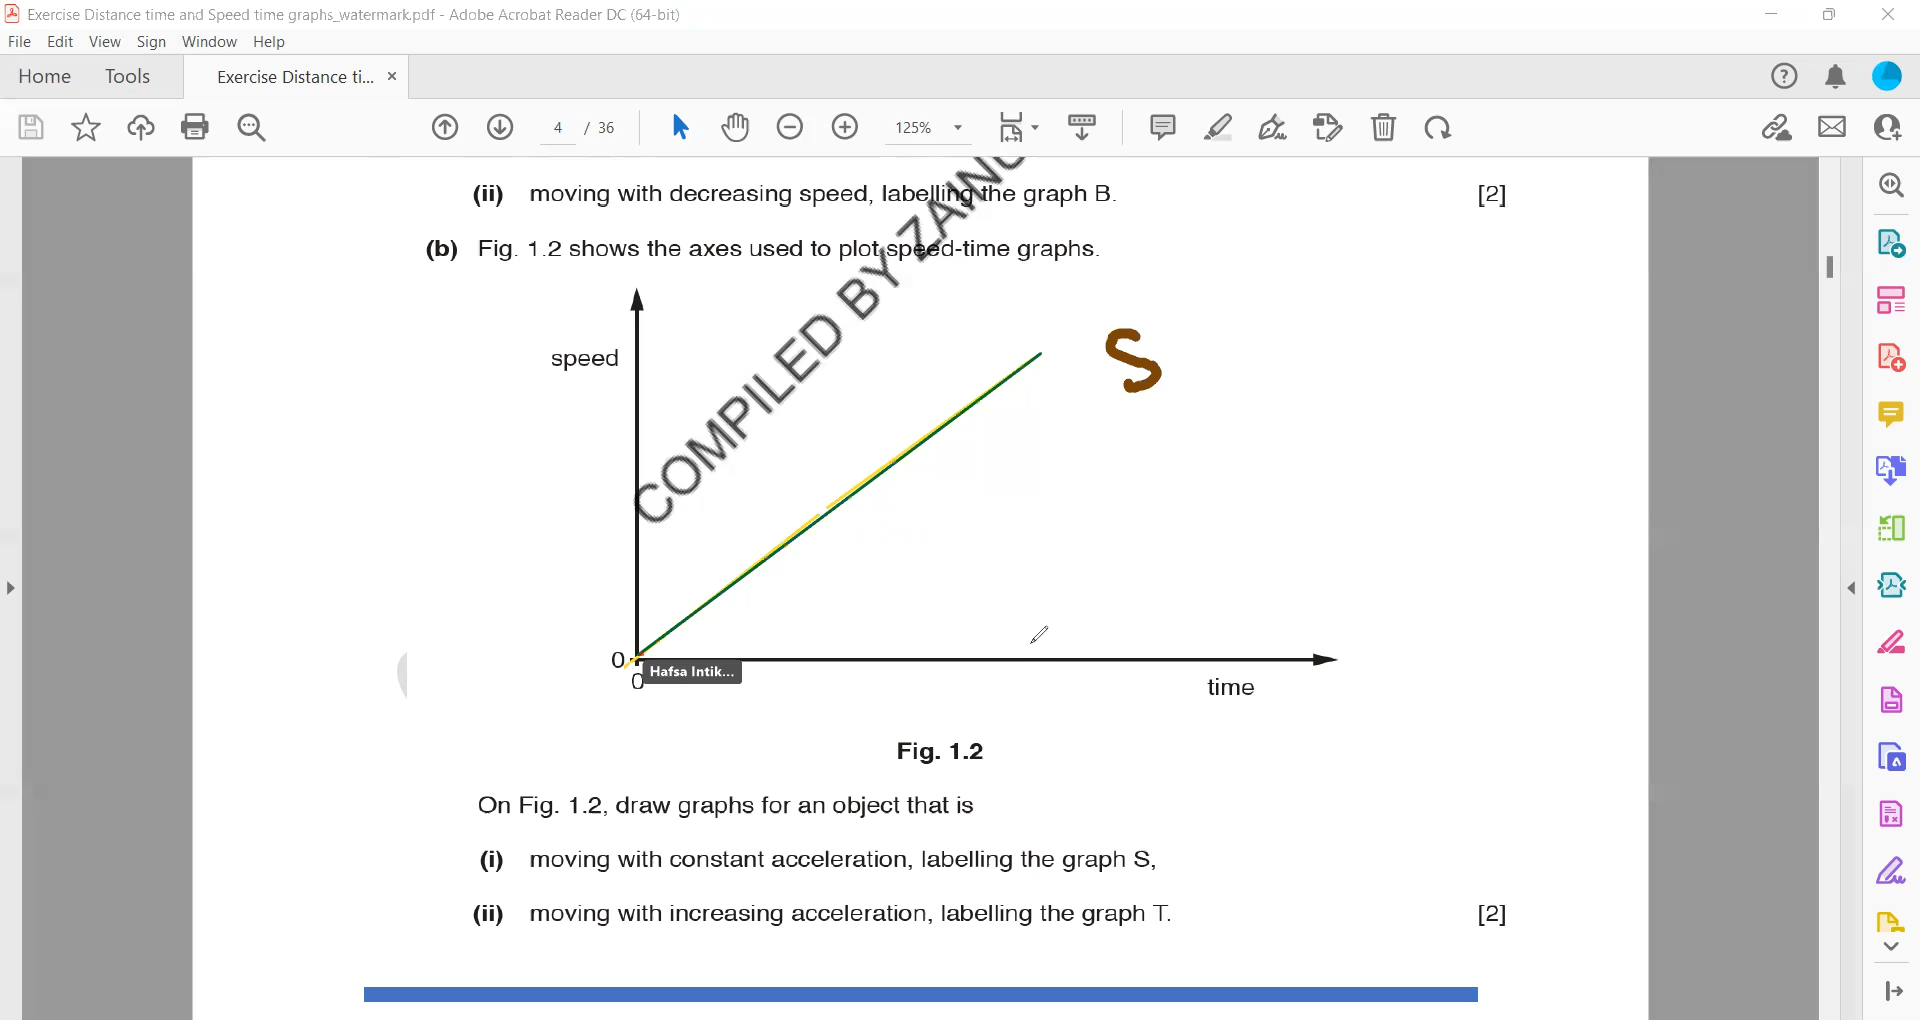 Exercise Distance time and Speed time graphs_watermark.pdf - Adobe Acrobat Reader DC (64-bit)
File Edit View Sign Window Help
Home Tools Exercise Distance ti... ×
4 / 36 125%
(ii) moving with decreasing speed, labelling the graph B. [2]
(b) Fig. 1.2 shows the axes used to plot speed-time graphs.
COMPILED BY ZAINU
speed
S
0
0
Hafsa Intik...
time
Fig. 1.2
On Fig. 1.2, draw graphs for an object that is
(i) moving with constant acceleration, labelling the graph S,
(ii) moving with increasing acceleration, labelling the graph T. [2]